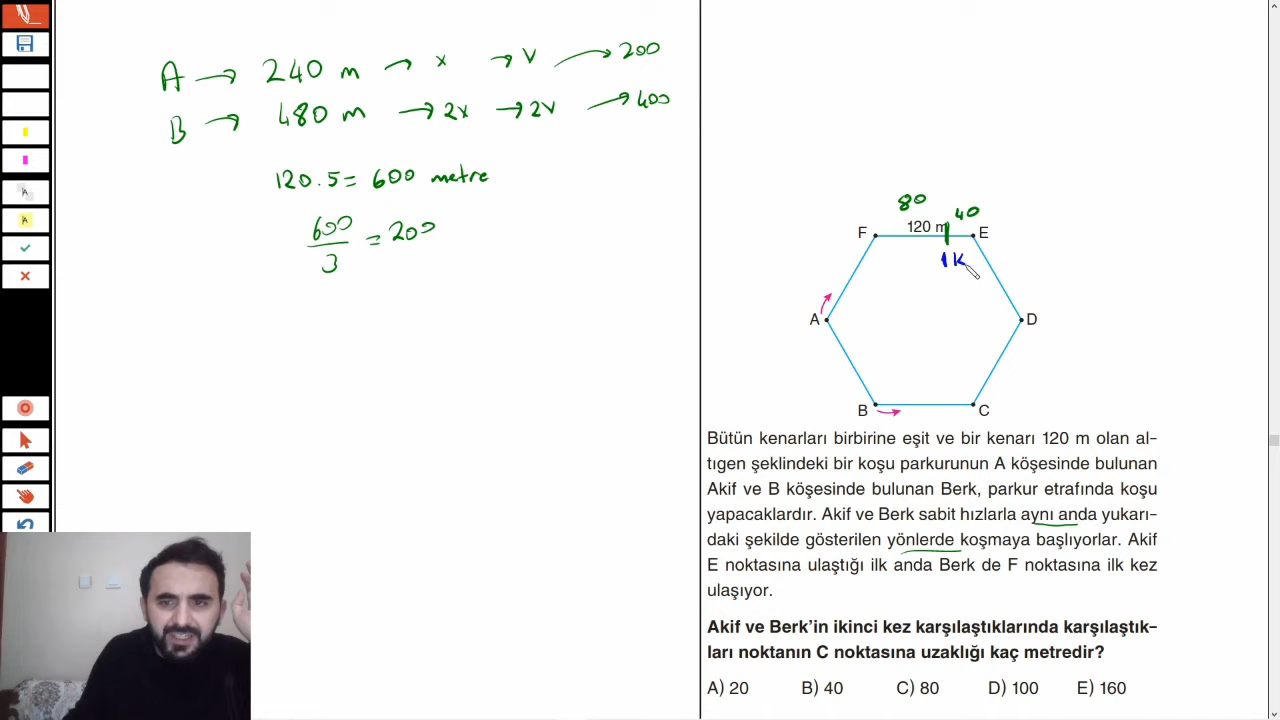 A → 240 m → x → V → 200
B → 480 m → 2x → 2V → 400
120.5 = 600 metre
600/3 = 200
80 40
F 120 m E
1K
A D
B C
Bütün kenarları birbirine eşit ve bir kenarı 120 m olan al-
tıgen şeklindeki bir koşu parkurunun A köşesinde bulunan
Akif ve B köşesinde bulunan Berk, parkur etrafında koşu
yapacaklardır. Akif ve Berk sabit hızlarla aynı anda yukarı-
daki şekilde gösterilen yönlerde koşmaya başlıyorlar. Akif
E noktasına ulaştığı ilk anda Berk de F noktasına ilk kez
ulaşıyor.
Akif ve Berk'in ikinci kez karşılaştıklarında karşılaştık-
ları noktanın C noktasına uzaklığı kaç metredir?
A) 20 B) 40 C) 80 D) 100 E) 160